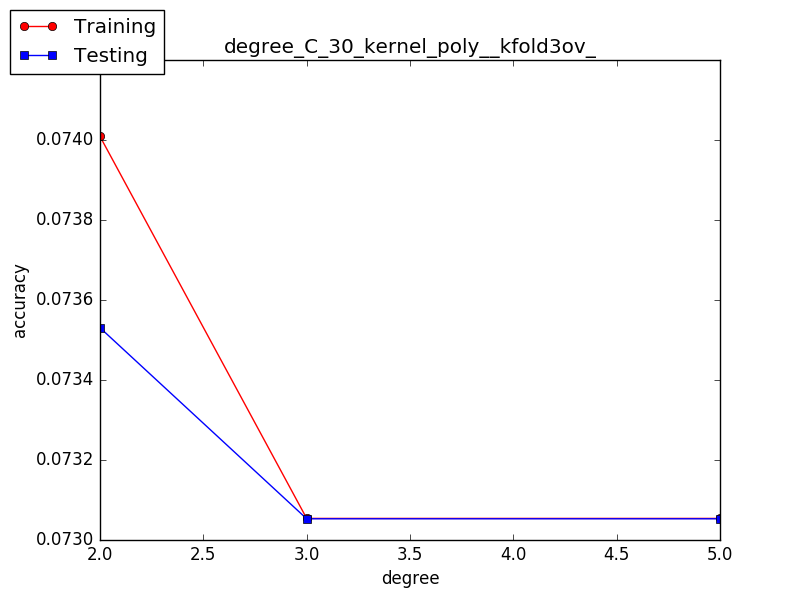 Training
Testing
degree_C_30_kernel_poly__kfold3ov_
accuracy
0.0740
0.0738
0.0736
0.0734
0.0732
0.0730
2.0 2.5 3.0 3.5 4.0 4.5 5.0
degree